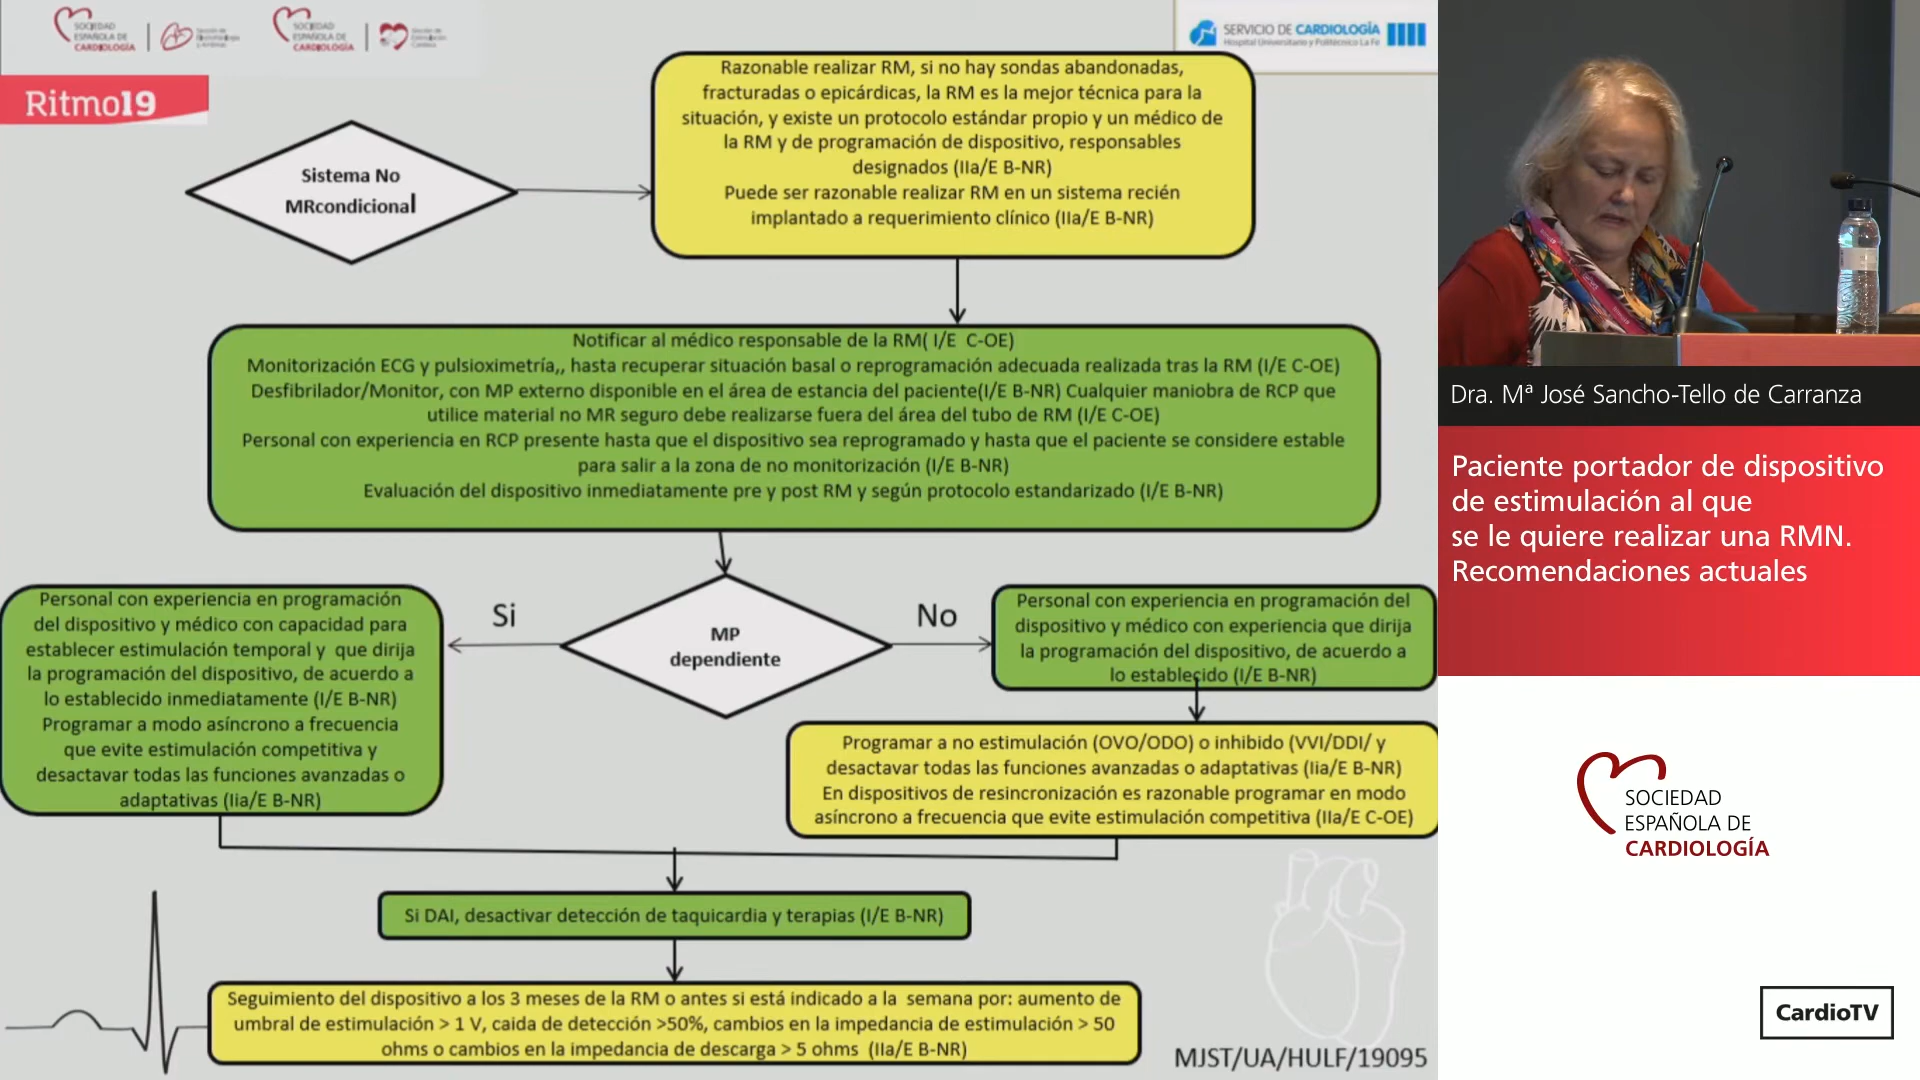 SOCIEDAD
ESPAÑOLA DE
CARDIOLOGÍA
SOCIEDAD
ESPAÑOLA DE
CARDIOLOGÍA
SERVICIO DE CARDIOLOGÍA
Hospital Universitario y Politécnico La Fe
Ritmo19
Sistema No
MRcondicional
Razonable realizar RM, si no hay sondas abandonadas,
fracturadas o epicárdicas, la RM es la mejor técnica para la
situación, y existe un protocolo estándar propio y un médico de
la RM y de programación de dispositivo, responsables
designados (IIa/E B-NR)
Puede ser razonable realizar RM en un sistema recién
implantado a requerimiento clínico (IIa/E B-NR)
Notificar al médico responsable de la RM( I/E C-OE)
Monitorización ECG y pulsioximetría,, hasta recuperar situación basal o reprogramación adecuada realizada tras la RM (I/E C-OE)
Desfibrilador/Monitor, con MP externo disponible en el área de estancia del paciente(I/E B-NR) Cualquier maniobra de RCP que
utilice material no MR seguro debe realizarse fuera del área del tubo de RM (I/E C-OE)
Personal con experiencia en RCP presente hasta que el dispositivo sea reprogramado y hasta que el paciente se considere estable
para salir a la zona de no monitorización (I/E B-NR)
Evaluación del dispositivo inmediatamente pre y post RM y según protocolo estandarizado (I/E B-NR)
MP
dependiente
Si
No
Personal con experiencia en programación
del dispositivo y médico con capacidad para
establecer estimulación temporal y que dirija
la programación del dispositivo, de acuerdo a
lo establecido inmediatamente (I/E B-NR)
Programar a modo asíncrono a frecuencia
que evite estimulación competitiva y
desactavar todas las funciones avanzadas o
adaptativas (Iia/E B-NR)
Personal con experiencia en programación del
dispositivo y médico con experiencia que dirija
la programación del dispositivo, de acuerdo a
lo establecido (I/E B-NR)
Programar a no estimulación (OVO/ODO) o inhibido (VVI/DDI/ y
desactavar todas las funciones avanzadas o adaptativas (Iia/E B-NR)
En dispositivos de resincronización es razonable programar en modo
asíncrono a frecuencia que evite estimulación competitiva (IIa/E C-OE)
Si DAI, desactivar detección de taquicardia y terapias (I/E B-NR)
Seguimiento del dispositivo a los 3 meses de la RM o antes si está indicado a la semana por: aumento de
umbral de estimulación > 1 V, caida de detección >50%, cambios en la impedancia de estimulación > 50
ohms o cambios en la impedancia de descarga > 5 ohms (IIa/E B-NR)
MJST/UA/HULF/19095
Dra. Mª José Sancho-Tello de Carranza
Paciente portador de dispositivo
de estimulación al que
se le quiere realizar una RMN.
Recomendaciones actuales
SOCIEDAD
ESPAÑOLA DE
CARDIOLOGÍA
CardioTV